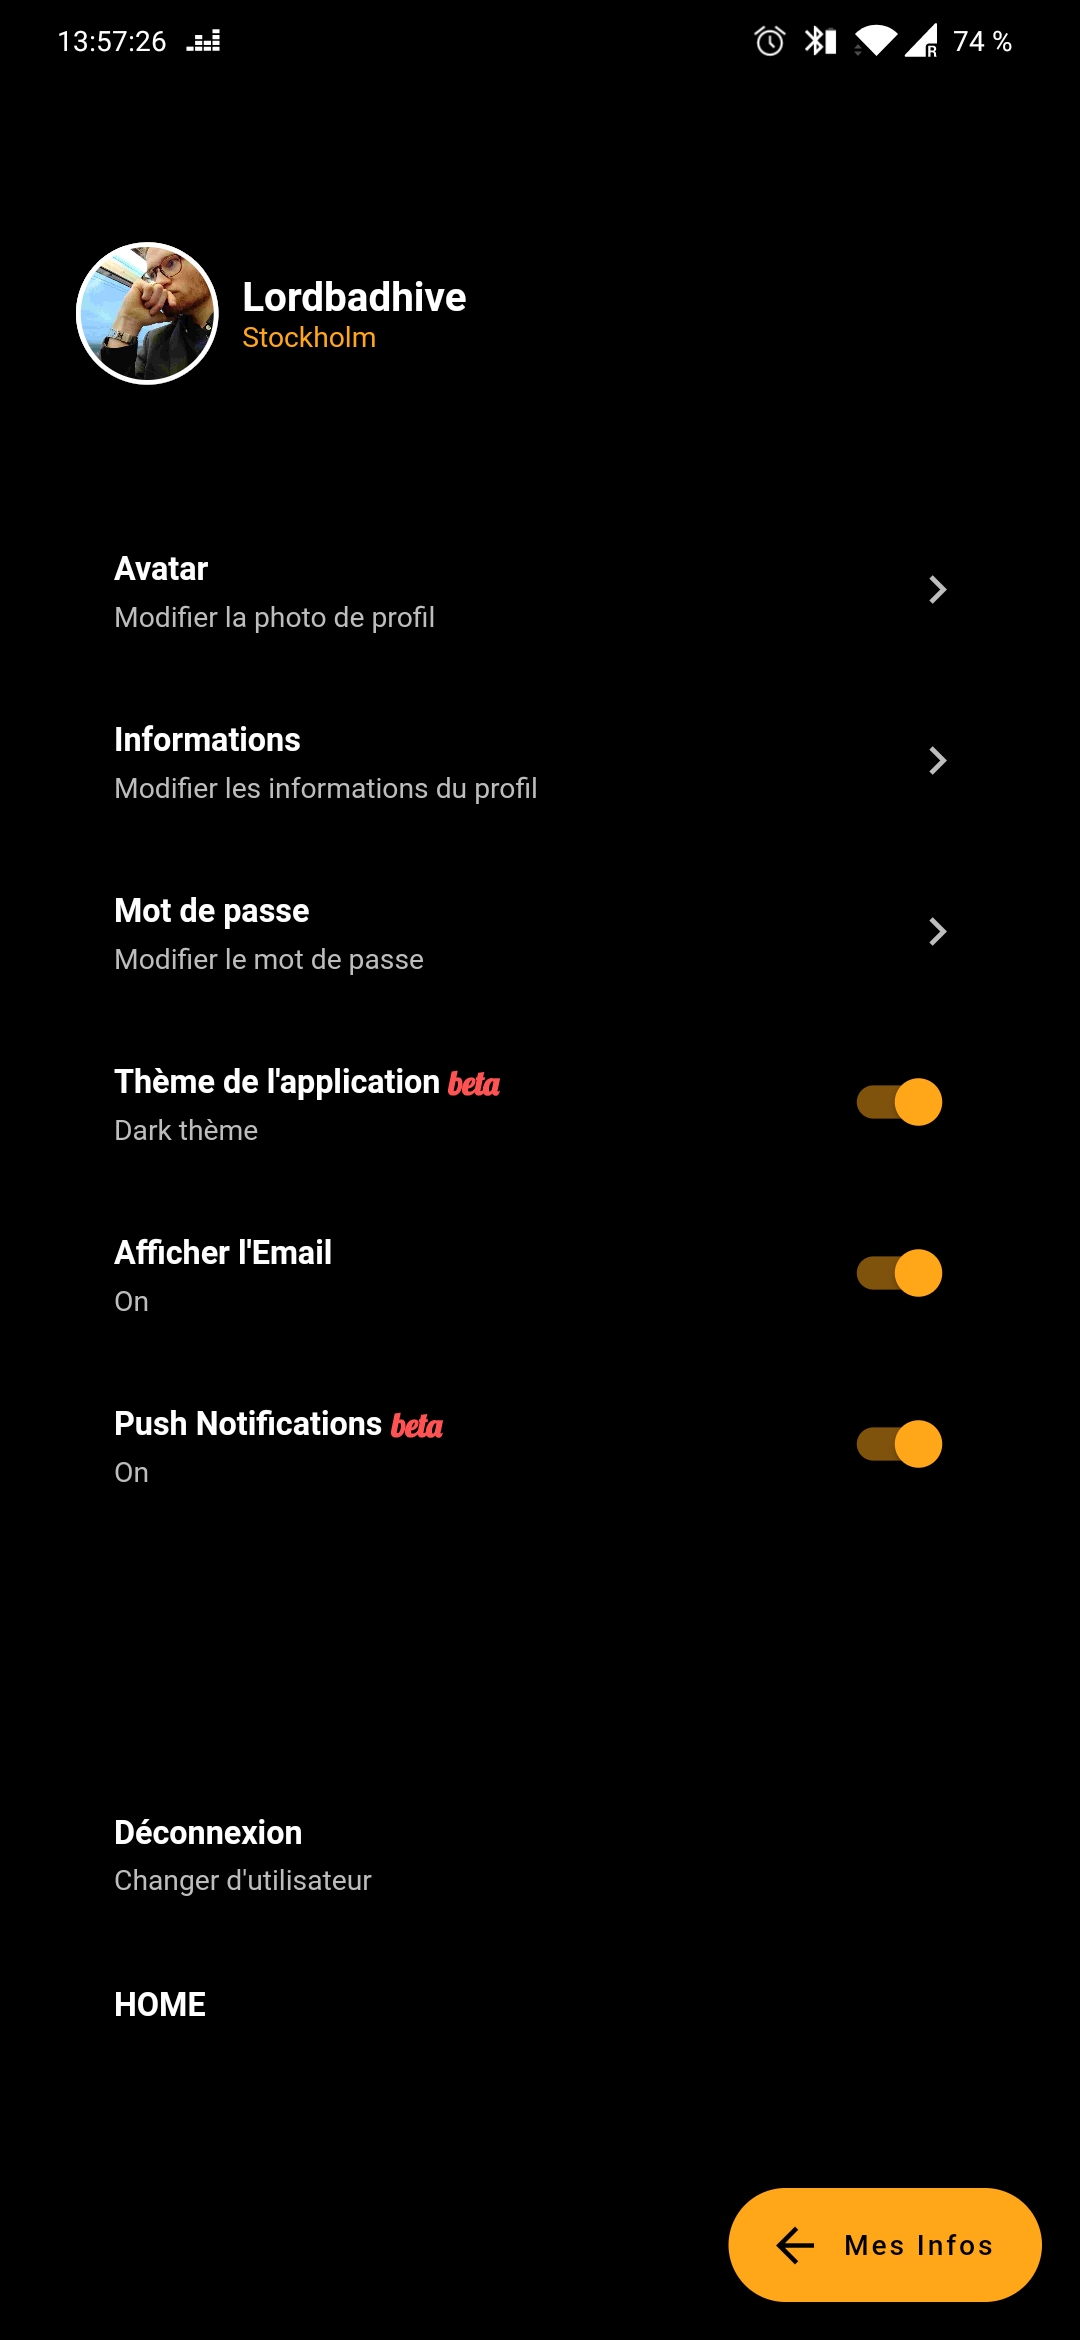 13:57:26 74 %
Lordbadhive
Stockholm
Avatar
Modifier la photo de profil
Informations
Modifier les informations du profil
Mot de passe
Modifier le mot de passe
Thème de l'application beta
Dark thème
Afficher l'Email
On
Push Notifications beta
On
Déconnexion
Changer d'utilisateur
HOME
Mes Infos